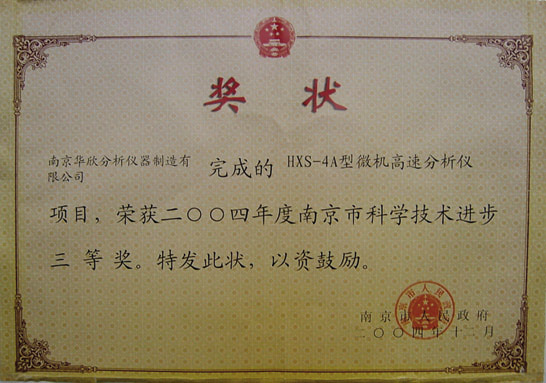 奖状
南京华欣分析仪器制造有
限公司
完成的 HXS-4A型微机高速分析仪
项目，荣获二〇〇四年度南京市科学技术进步
三等奖。特发此状，以资鼓励。
南京市人民政府
二〇〇四年十二月